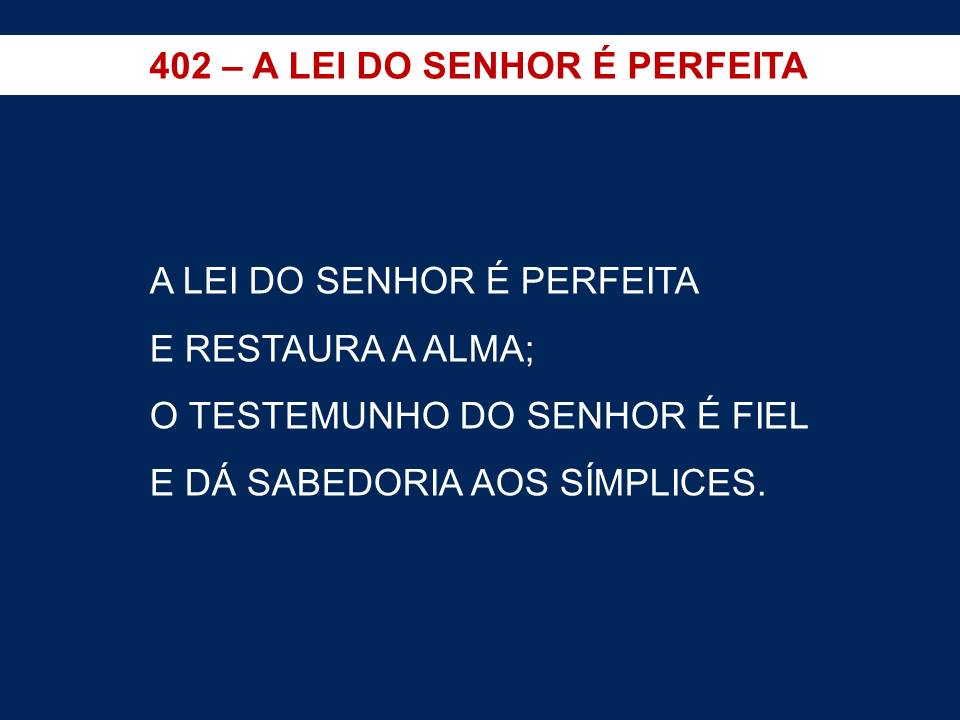 402 – A LEI DO SENHOR É PERFEITA
A LEI DO SENHOR É PERFEITA
E RESTAURA A ALMA;
O TESTEMUNHO DO SENHOR É FIEL
E DÁ SABEDORIA AOS SÍMPLICES.